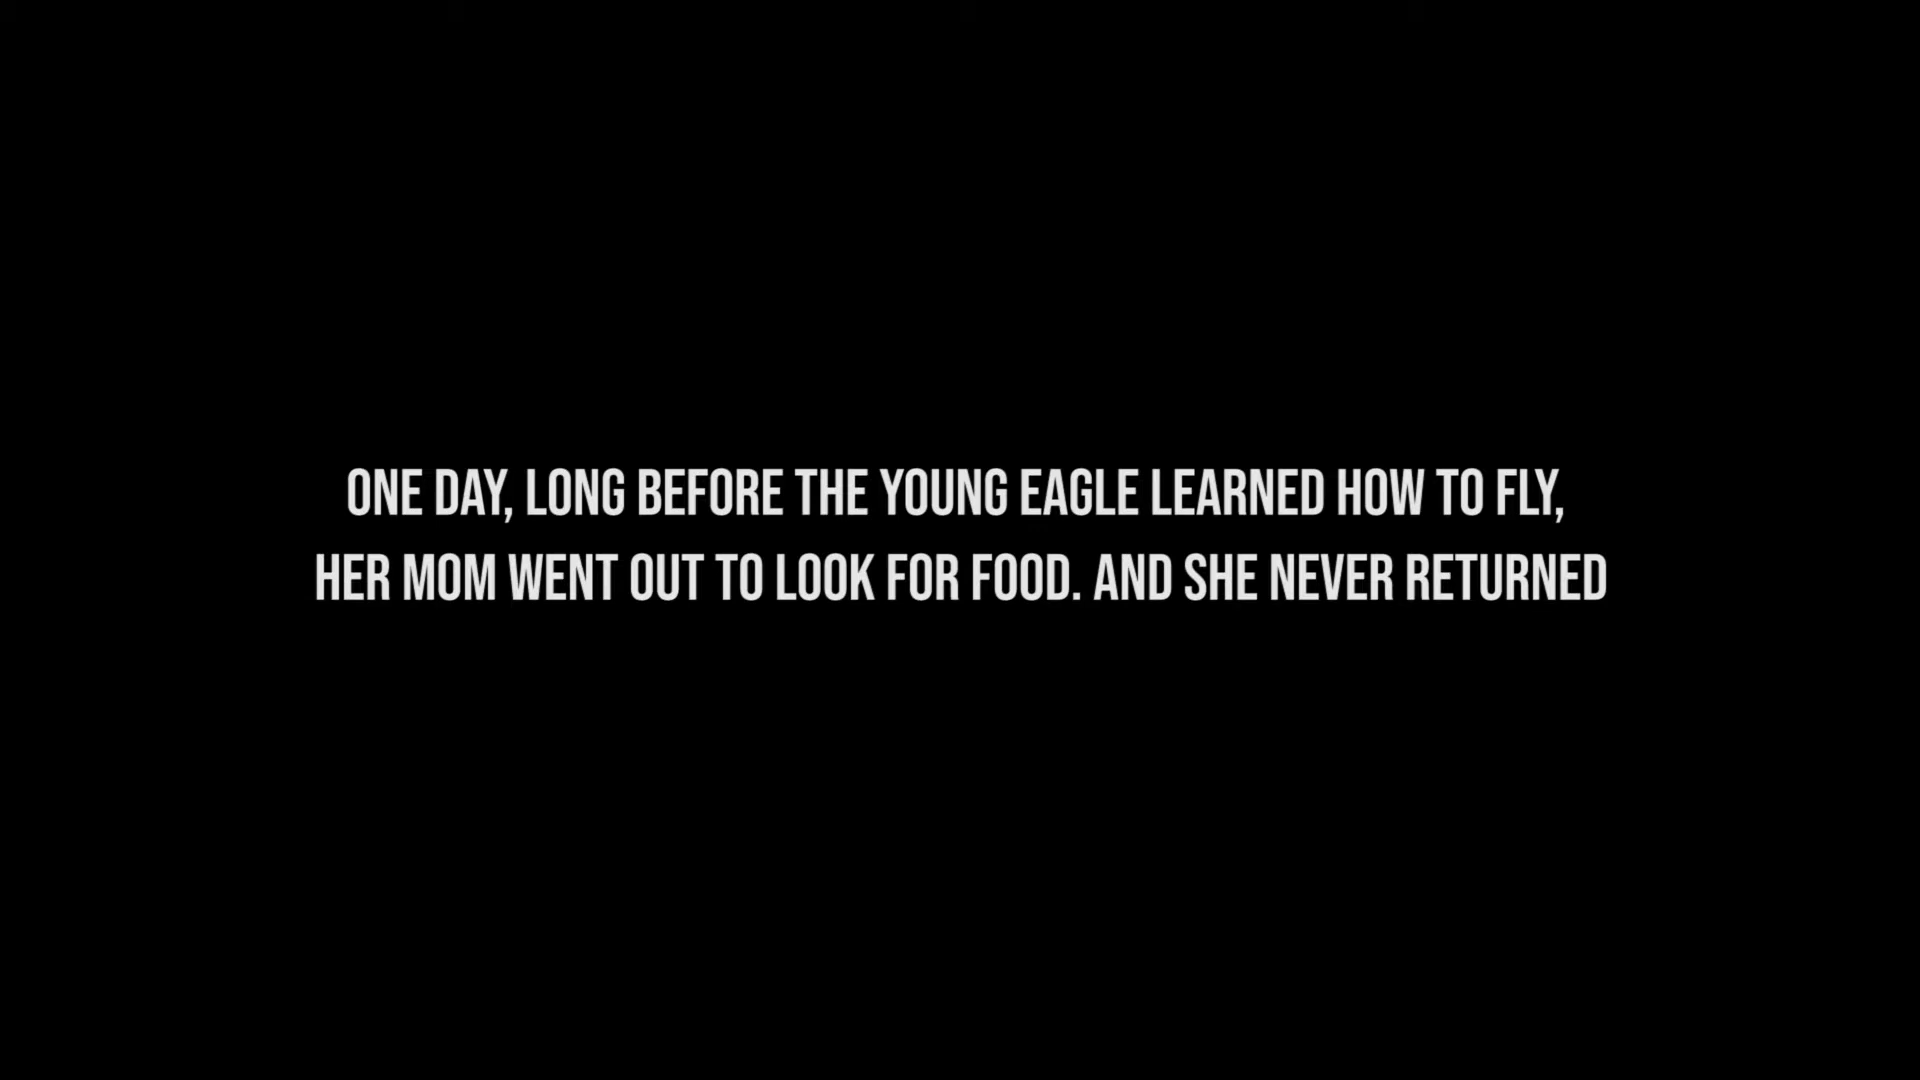 ONE DAY, LONG BEFORE THE YOUNG EAGLE LEARNED HOW TO FLY,
HER MOM WENT OUT TO LOOK FOR FOOD. AND SHE NEVER RETURNED